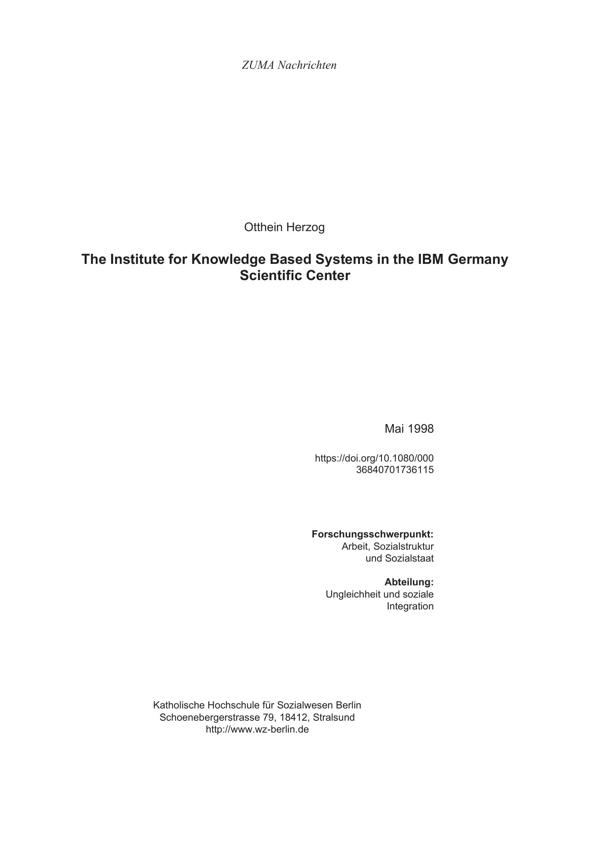 ZUMA Nachrichten
Otthein Herzog
The Institute for Knowledge Based Systems in the IBM Germany
Scientific Center
Mai 1998
https://doi.org/10.1080/000
36840701736115
Forschungsschwerpunkt:
Arbeit, Sozialstruktur
und Sozialstaat
Abteilung:
Ungleichheit und soziale
Integration
Katholische Hochschule für Sozialwesen Berlin
Schoenebergerstrasse 79, 18412, Stralsund
http://www.wz-berlin.de